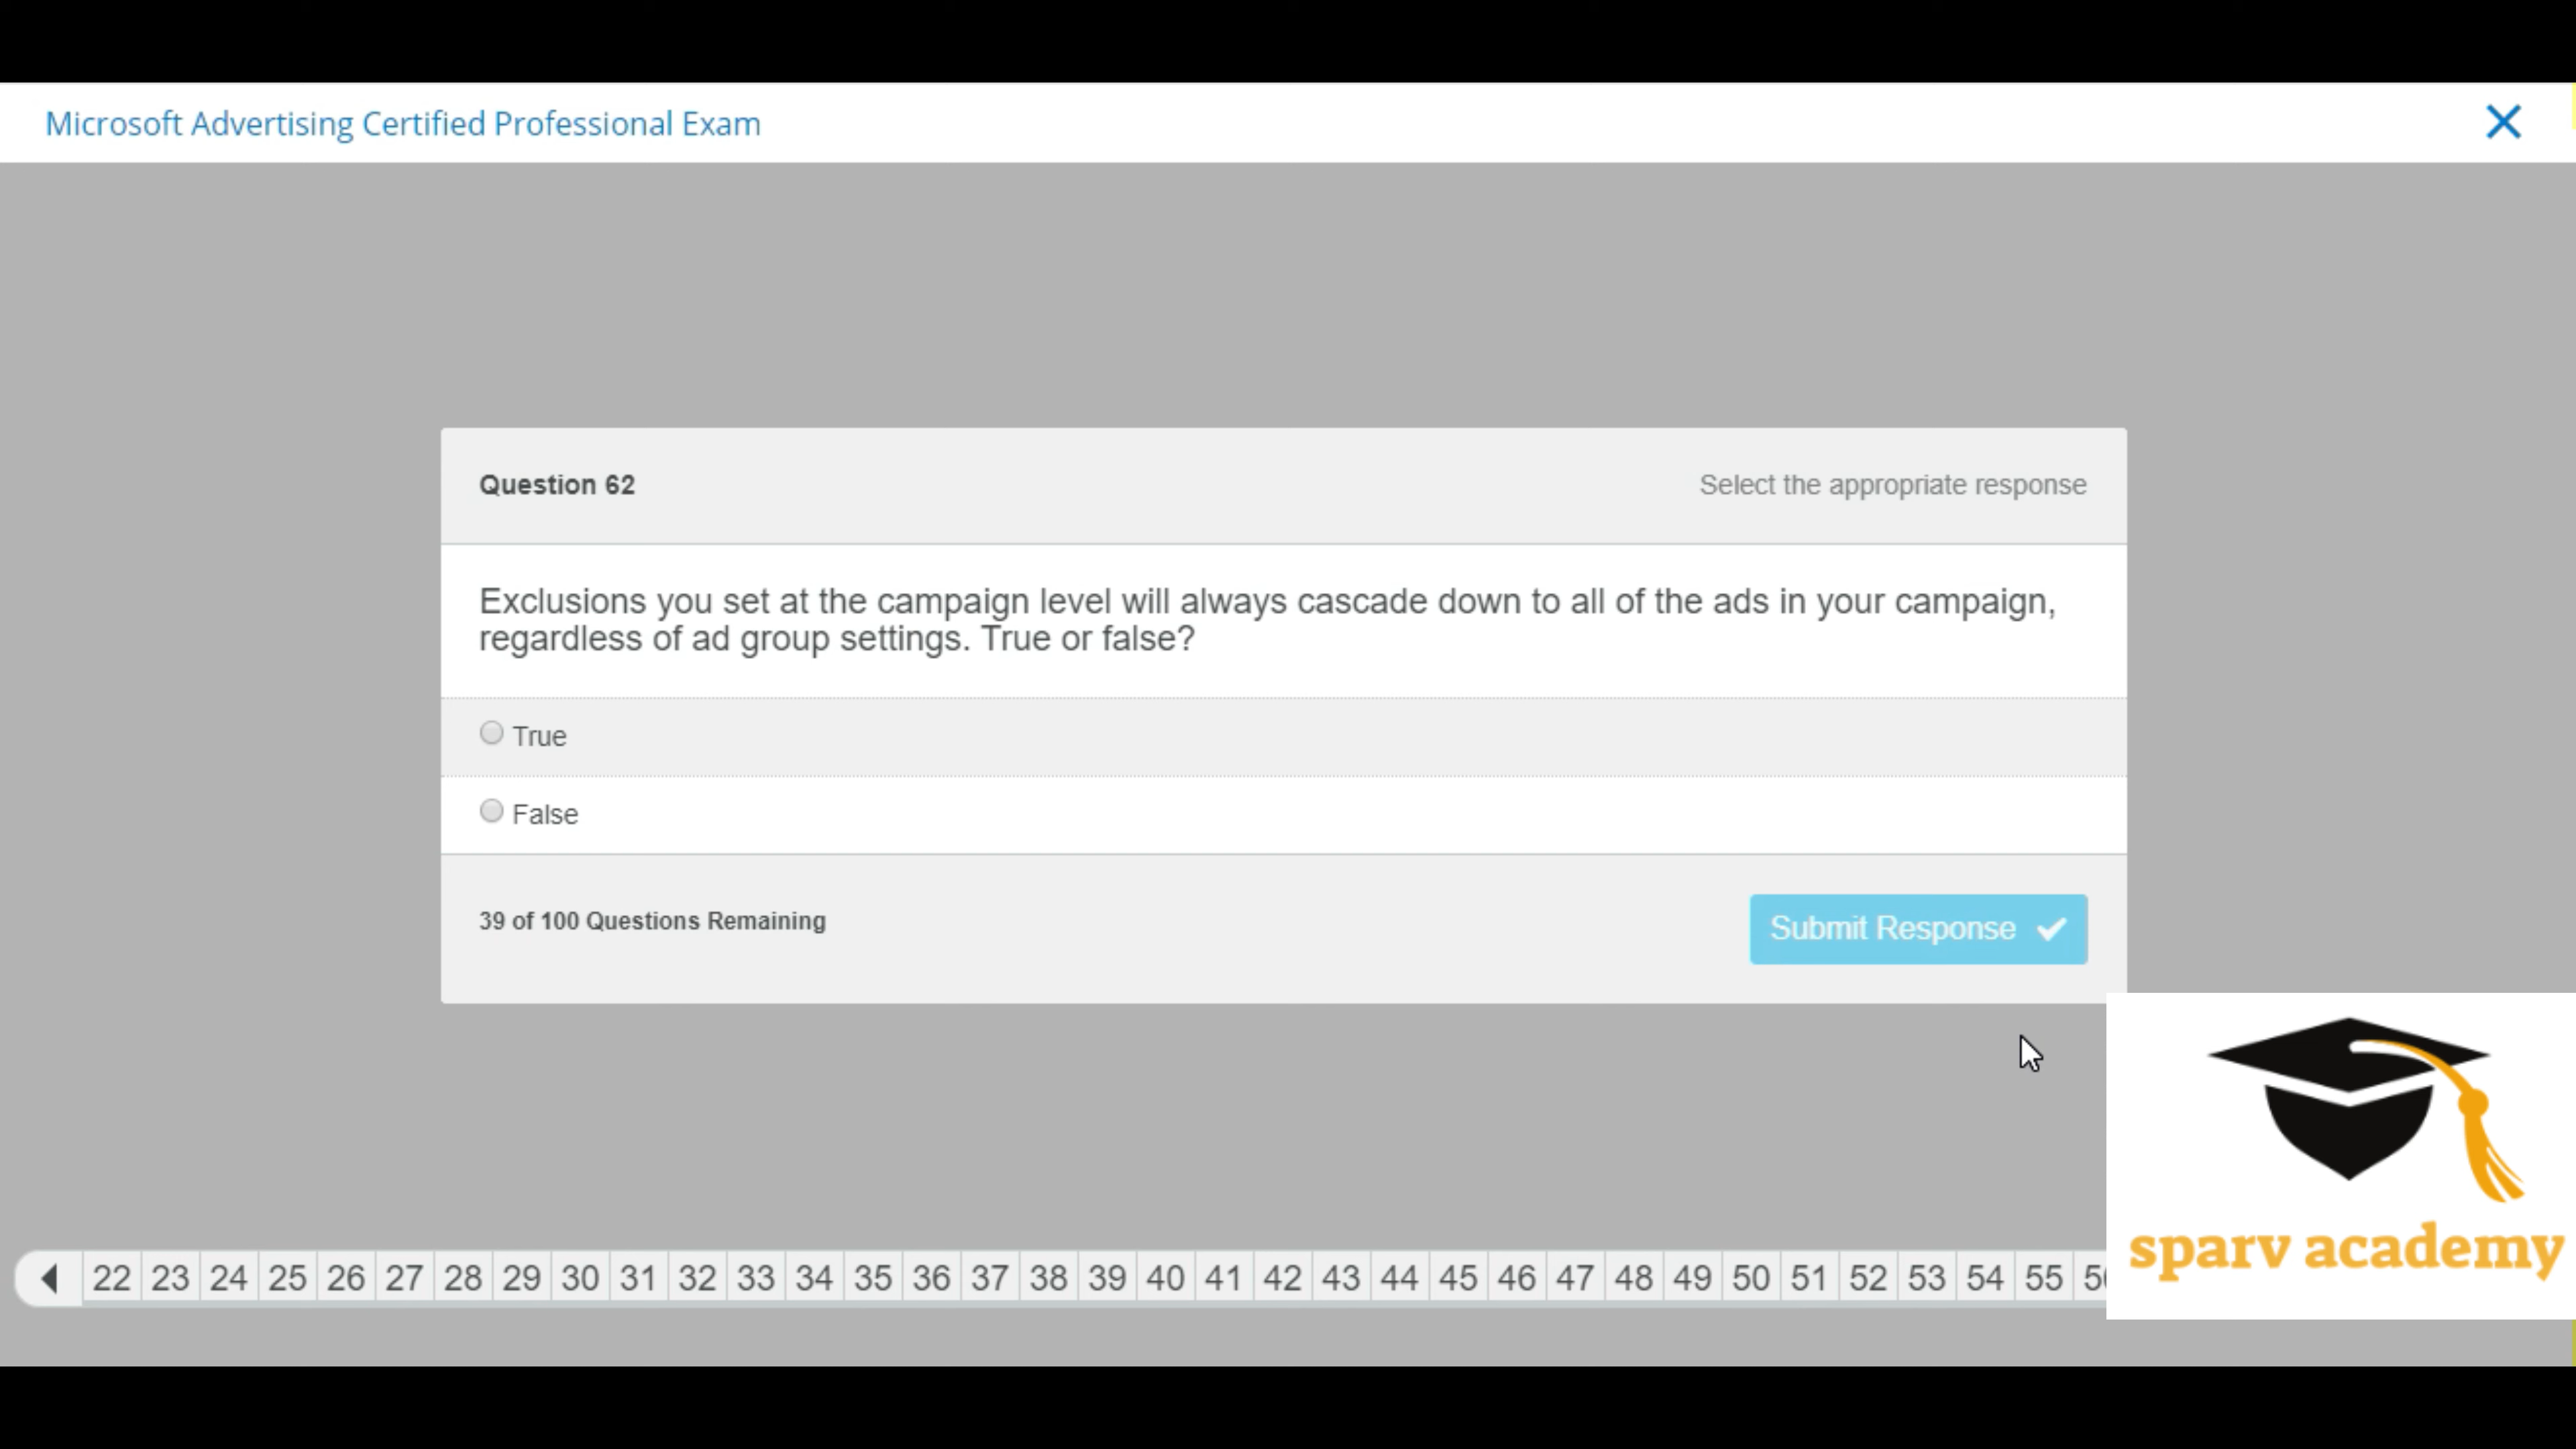 Microsoft Advertising Certified Professional Exam
Question 62
Select the appropriate response
Exclusions you set at the campaign level will always cascade down to all of the ads in your campaign,
regardless of ad group settings. True or false?
True
False
39 of 100 Questions Remaining
Submit Response
22 23 24 25 26 27 28 29 30 31 32 33 34 35 36 37 38 39 40 41 42 43 44 45 46 47 48 49 50 51 52 53 54 55
sparv academy